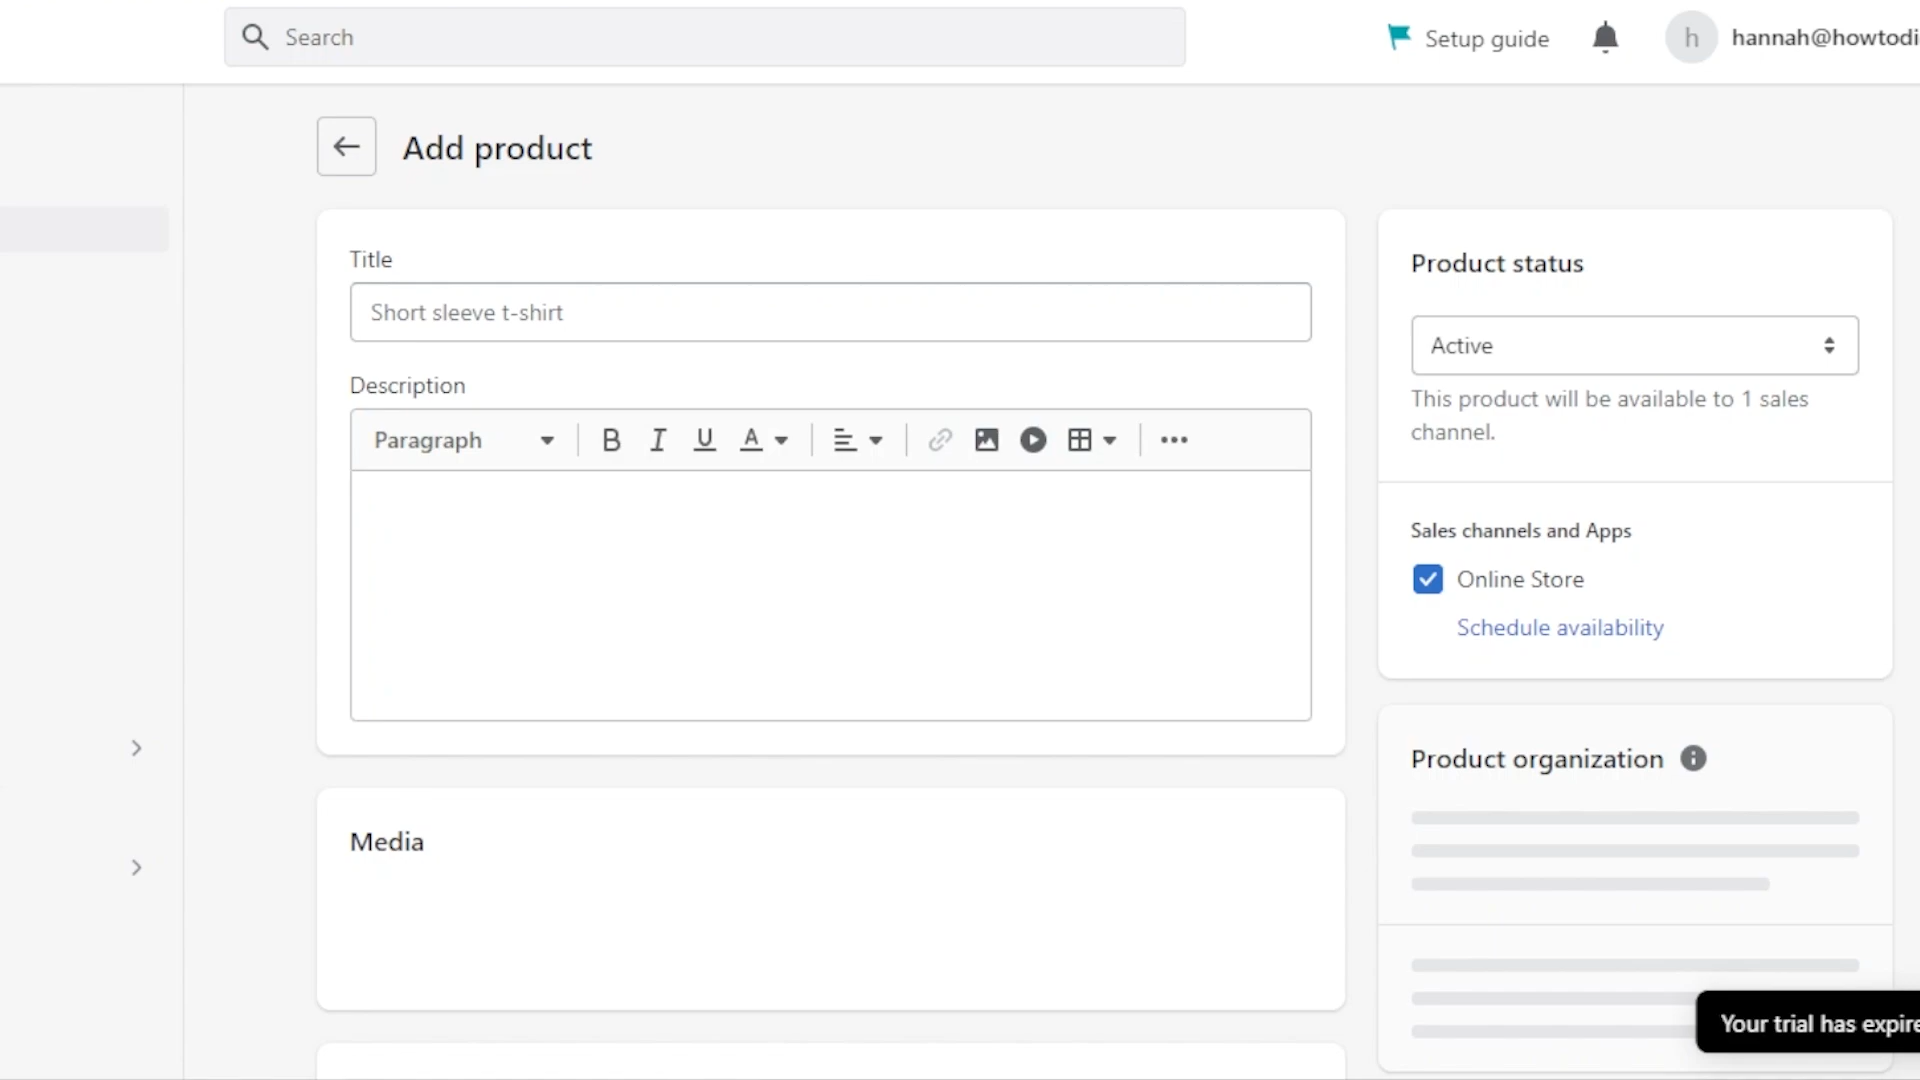 Search
Setup guide
h
hannah@howtodi
Add product
Title
Short sleeve t-shirt
Description
Paragraph
B I U A
Media
Product status
Active
This product will be available to 1 sales
channel.
Sales channels and Apps
Online Store
Schedule availability
Product organization
Your trial has expire